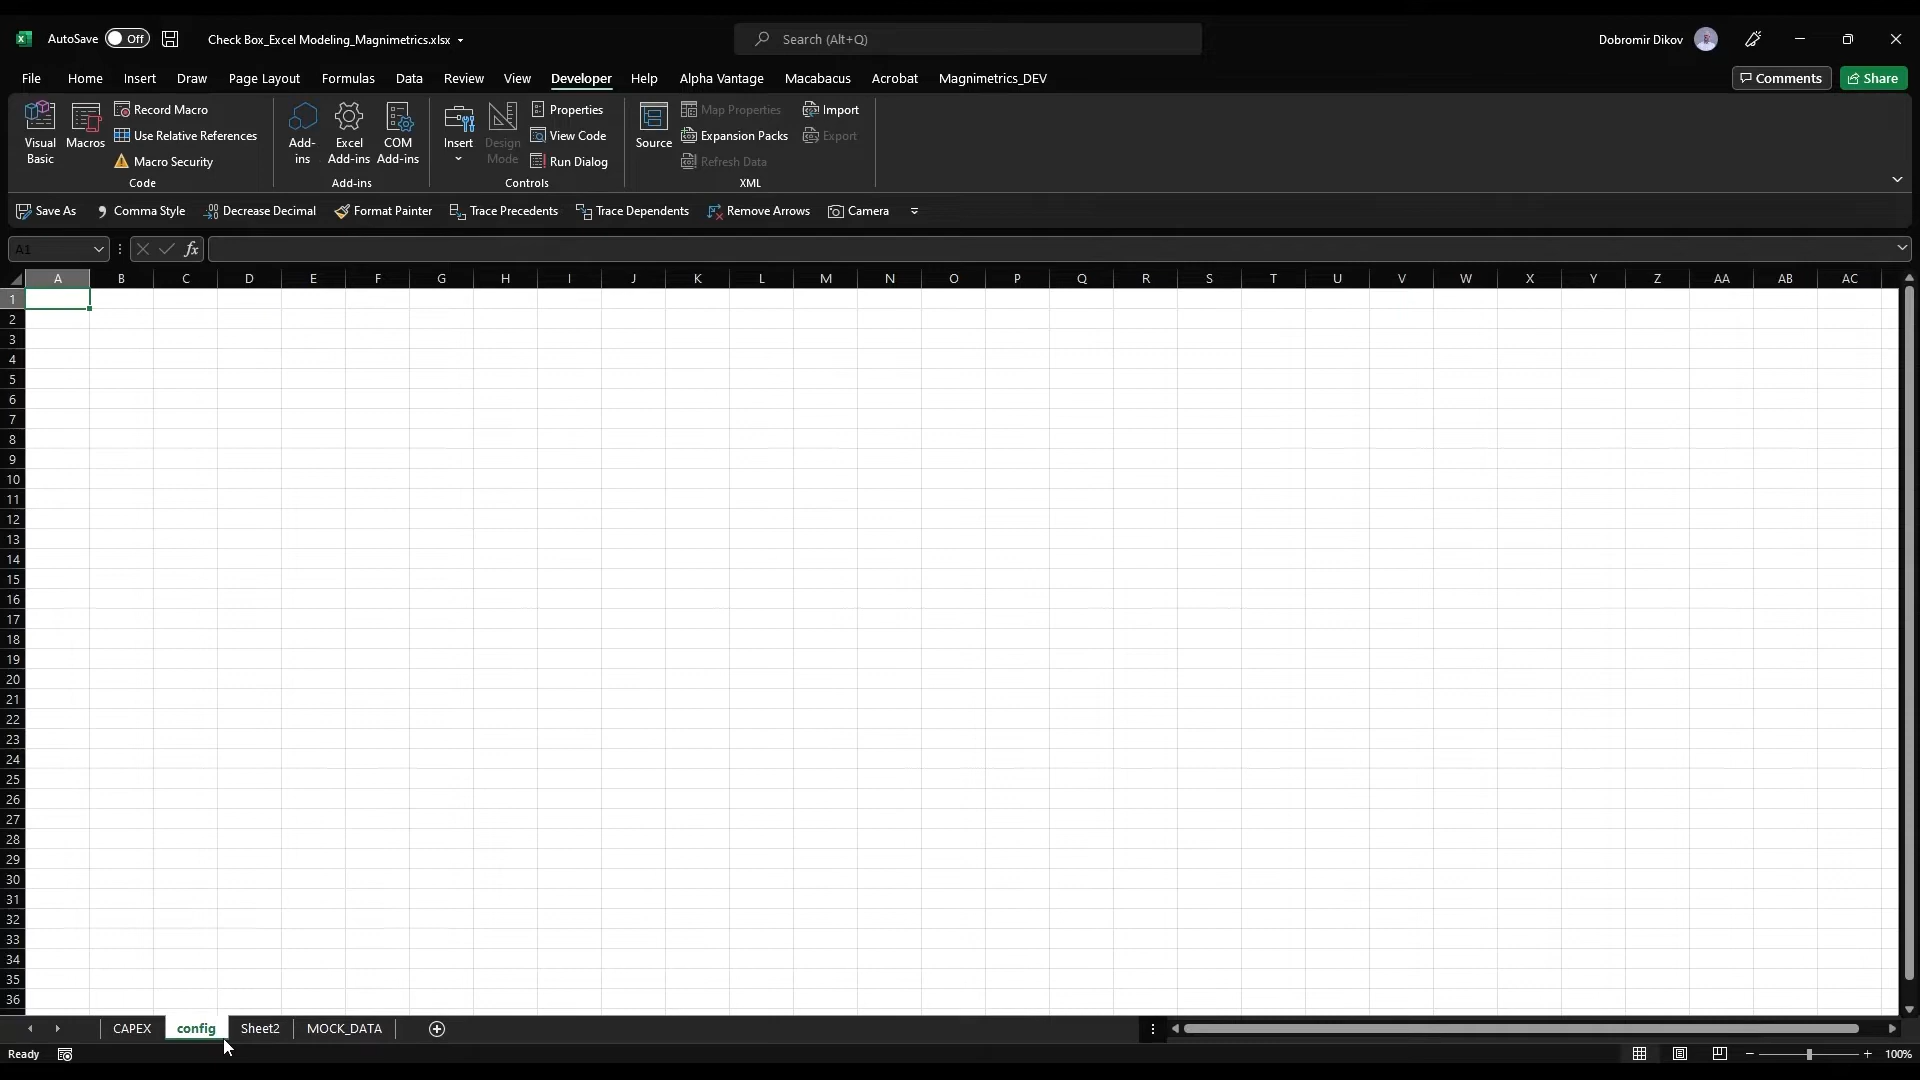 AutoSave Off Check Box_Excel Modeling_Magnimetrics.xlsx Search (Alt+Q) Dobromir Dikov
File Home Insert Draw Page Layout Formulas Data Review View Developer Help Alpha Vantage Macabacus Acrobat Magnimetrics_DEV Comments Share
Visual Basic
Macros
Record Macro
Use Relative References
Macro Security
Code
Add-ins
Excel Add-ins
COM Add-ins
Add-ins
Insert
Design Mode
Properties
View Code
Run Dialog
Controls
Source
Map Properties
Expansion Packs
Refresh Data
Import
Export
XML
Save As Comma Style Decrease Decimal Format Painter Trace Precedents Trace Dependents Remove Arrows Camera
A1 fx
A B C D E F G H I J K L M N O P Q R S T U V W X Y Z AA AB AC
1
2
3
4
5
6
7
8
9
10
11
12
13
14
15
16
17
18
19
20
21
22
23
24
25
26
27
28
29
30
31
32
33
34
35
36
CAPEX config Sheet2 MOCK_DATA
Ready 100%